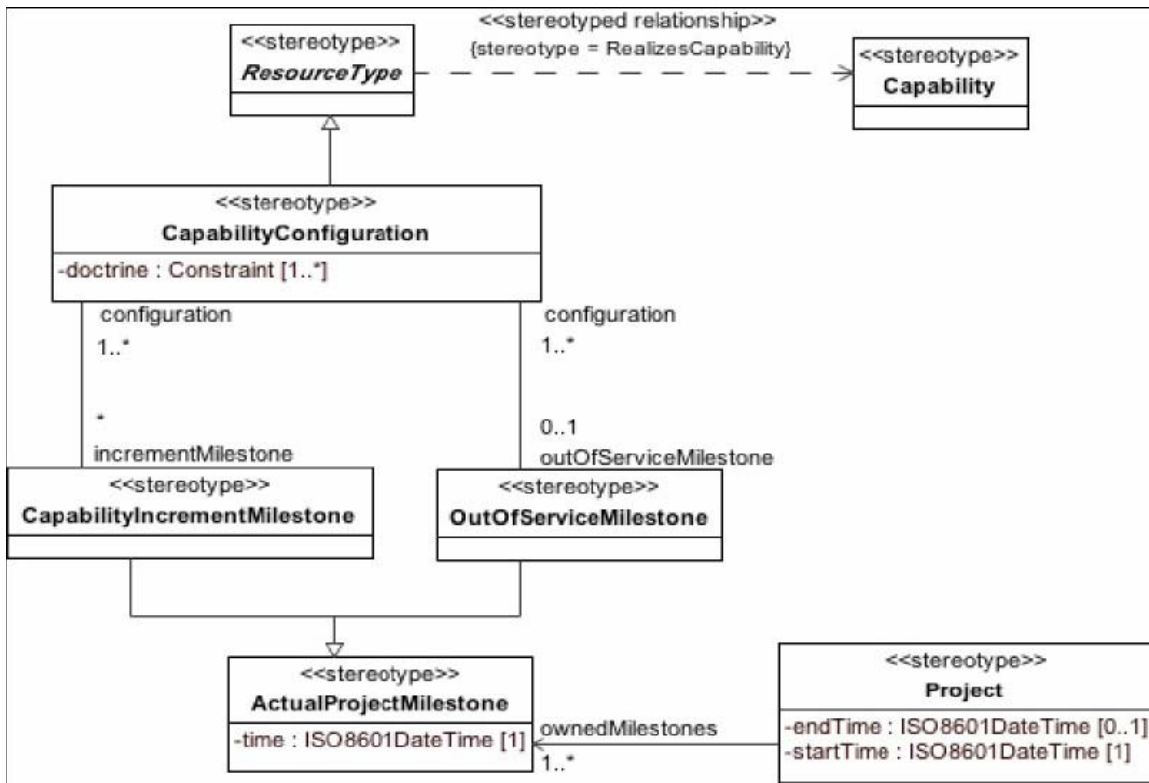 <<stereotyped relationship>>
{stereotype = RealizesCapability}
<<stereotype>>
ResourceType
<<stereotype>>
Capability
<<stereotype>>
CapabilityConfiguration
-doctrine : Constraint [1..*]
configuration
1..*
configuration
1..*
*
incrementMilestone
0..1
outOfServiceMilestone
<<stereotype>>
CapabilityIncrementMilestone
<<stereotype>>
OutOfServiceMilestone
<<stereotype>>
ActualProjectMilestone
-time : ISO8601DateTime [1]
ownedMilestones
1..*
<<stereotype>>
Project
-endTime : ISO8601DateTime [0..1]
-startTime : ISO8601DateTime [1]